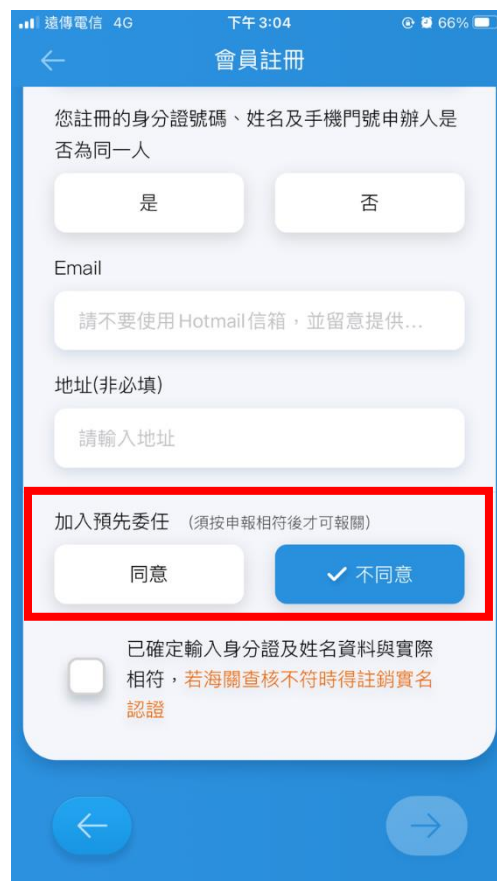 遠傳電信 4G 下午3:04 66%
會員註冊
您註冊的身分證號碼、姓名及手機門號申辦人是
否為同一人
是 否
Email
請不要使用Hotmail信箱，並留意提供...
地址(非必填)
請輸入地址
加入預先委任 (須按申報相符後才可報關)
同意 不同意
已確定輸入身分證及姓名資料與實際
相符，若海關查核不符時得註銷實名
認證